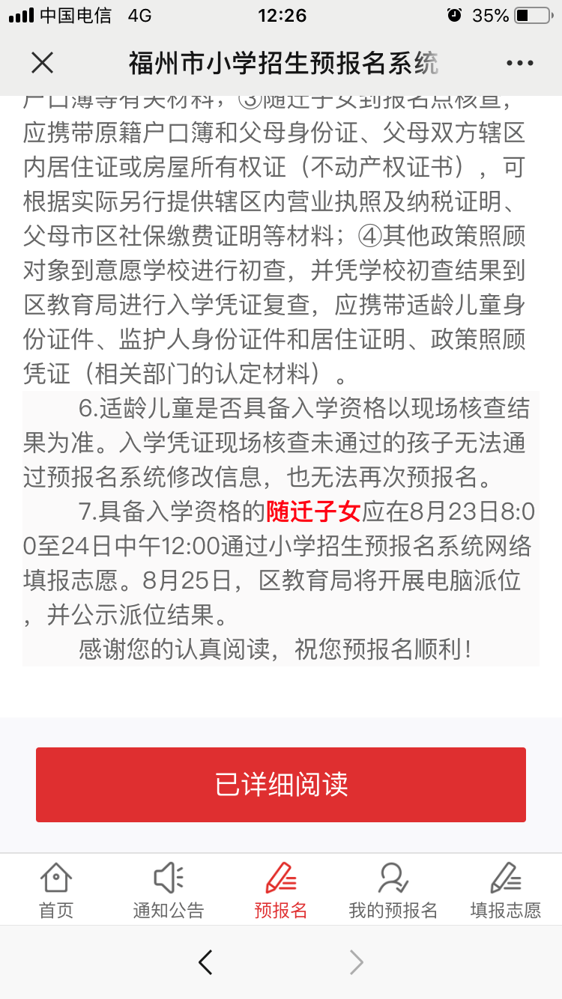 中国电信 4G 12:26 35%
福州市小学招生预报名系统
户口簿等有关材料；③随迁子女到报名点核查，
应携带原籍户口簿和父母身份证、父母双方辖区
内居住证或房屋所有权证（不动产权证书），可
根据实际另行提供辖区内营业执照及纳税证明、
父母市区社保缴费证明等材料；④其他政策照顾
对象到意愿学校进行初查，并凭学校初查结果到
区教育局进行入学凭证复查，应携带适龄儿童身
份证件、监护人身份证件和居住证明、政策照顾
凭证（相关部门的认定材料）。
6.适龄儿童是否具备入学资格以现场核查结
果为准。入学凭证现场核查未通过的孩子无法通
过预报名系统修改信息，也无法再次预报名。
7.具备入学资格的随迁子女应在8月23日8:0
0至24日中午12:00通过小学招生预报名系统网络
填报志愿。8月25日，区教育局将开展电脑派位
，并公示派位结果。
感谢您的认真阅读，祝您预报名顺利！
已详细阅读
首页 通知公告 预报名 我的预报名 填报志愿